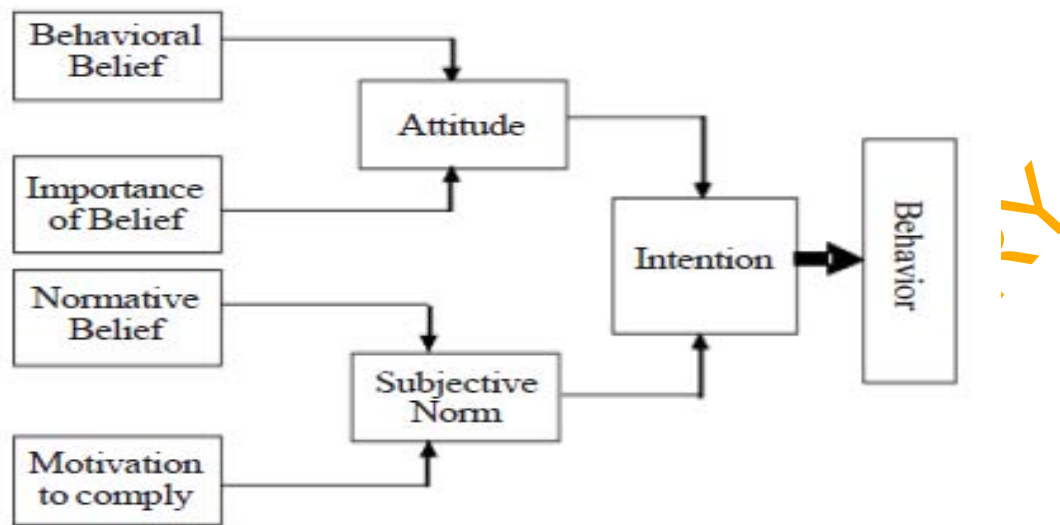 Behavioral
Belief
Attitude
Importance
of Belief
Intention
Behavior
Normative
Belief
Subjective
Norm
Motivation
to comply